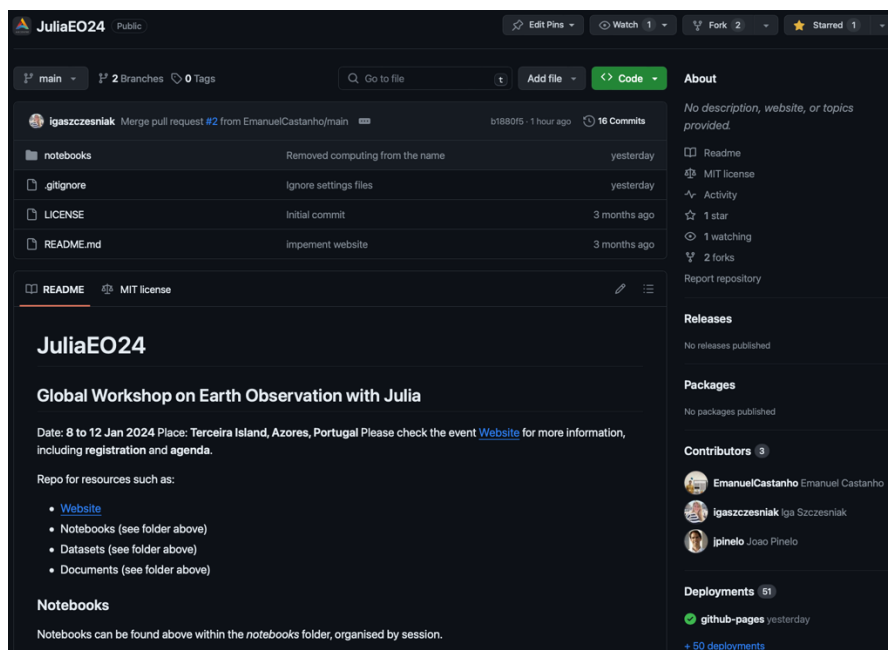 JuliaEO24 Public
Edit Pins Watch 1 Fork 2 Starred 1
main 2 Branches 0 Tags Go to file t Add file <> Code
igaszczesniak Merge pull request #2 from EmanuelCastanho/main b1880f5 · 1 hour ago 16 Commits
notebooks Removed computing from the name yesterday
.gitignore Ignore settings files yesterday
LICENSE Initial commit 3 months ago
README.md impement website 3 months ago
README MIT license
JuliaEO24
Global Workshop on Earth Observation with Julia
Date: 8 to 12 Jan 2024 Place: Terceira Island, Azores, Portugal Please check the event Website for more information,
including registration and agenda.
Repo for resources such as:
• Website
• Notebooks (see folder above)
• Datasets (see folder above)
• Documents (see folder above)
Notebooks
Notebooks can be found above within the notebooks folder, organised by session.
About
No description, website, or topics
provided.
Readme
MIT license
Activity
1 star
1 watching
2 forks
Report repository
Releases
No releases published
Packages
No packages published
Contributors 3
EmanuelCastanho Emanuel Castanho
igaszczesniak Iga Szczesniak
jpinelo Joao Pinelo
Deployments 51
github-pages yesterday
+ 50 deployments